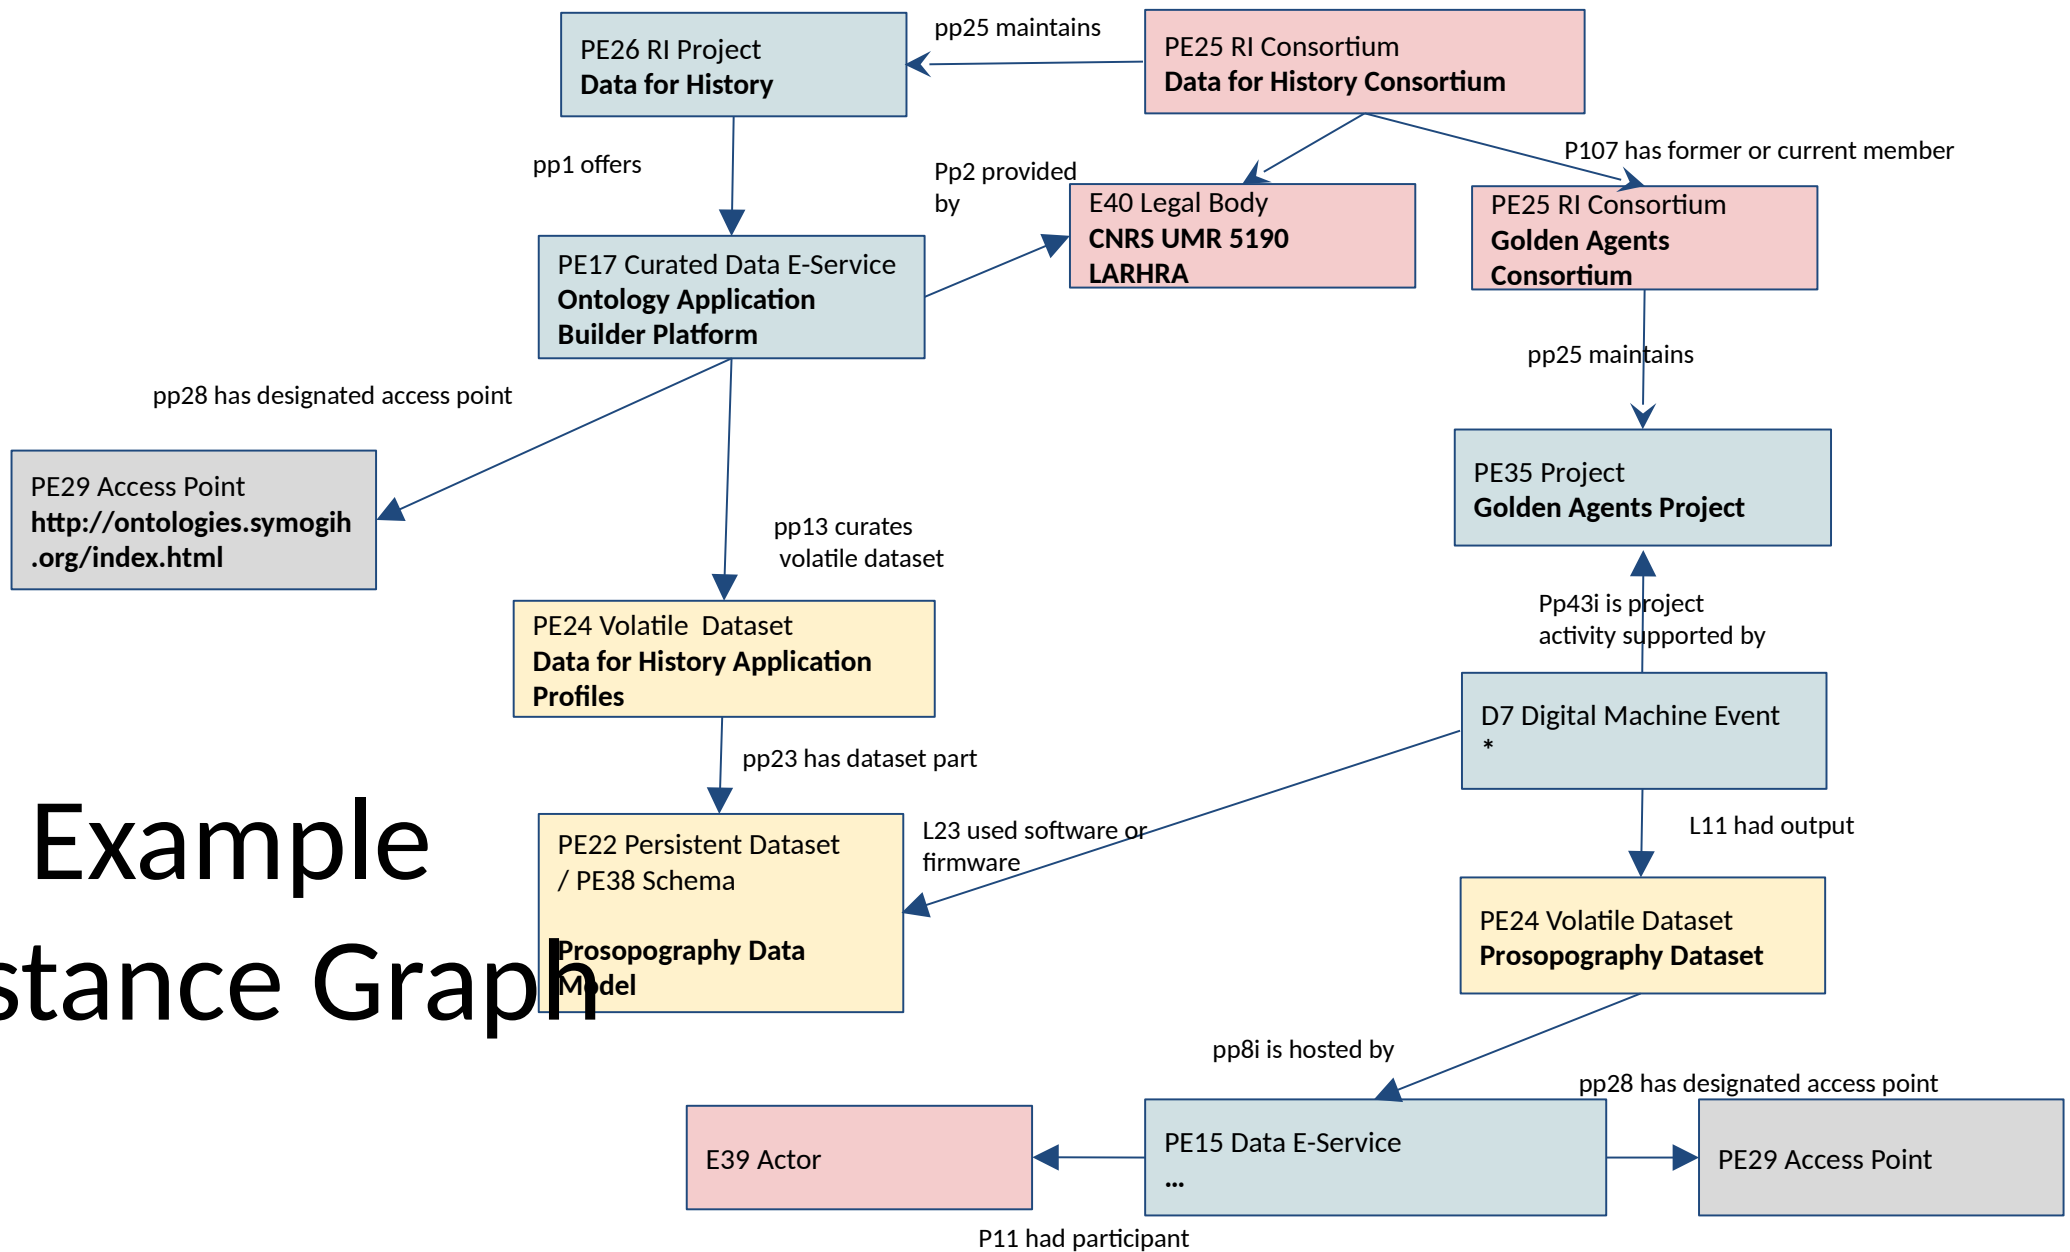 pp25 maintains
PE26 RI Project
Data for History
PE25 RI Consortium
Data for History Consortium
pp1 offers
Pp2 provided
by
P107 has former or current member
E40 Legal Body
CNRS UMR 5190
LARHRA
PE25 RI Consortium
Golden Agents
Consortium
PE17 Curated Data E-Service
Ontology Application
Builder Platform
pp25 maintains
pp28 has designated access point
PE29 Access Point
http://ontologies.symogih
.org/index.html
PE35 Project
Golden Agents Project
pp13 curates
volatile dataset
Pp43i is project
activity supported by
PE24 Volatile  Dataset
Data for History Application
Profiles
D7 Digital Machine Event
*
pp23 has dataset part
L23 used software or
firmware
L11 had output
Example
stance Graph
PE22 Persistent Dataset
/ PE38 Schema
Prosopography Data
Model
PE24 Volatile Dataset
Prosopography Dataset
pp8i is hosted by
pp28 has designated access point
E39 Actor
PE15 Data E-Service
...
PE29 Access Point
P11 had participant